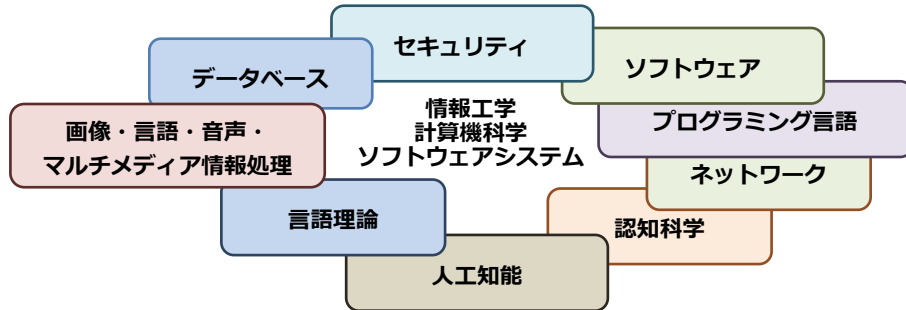 セキュリティ
データベース
ソフトウェア
情報工学
計算機科学
ソフトウェアシステム
プログラミング言語
画像・言語・音声・
マルチメディア情報処理
ネットワーク
言語理論
認知科学
人工知能